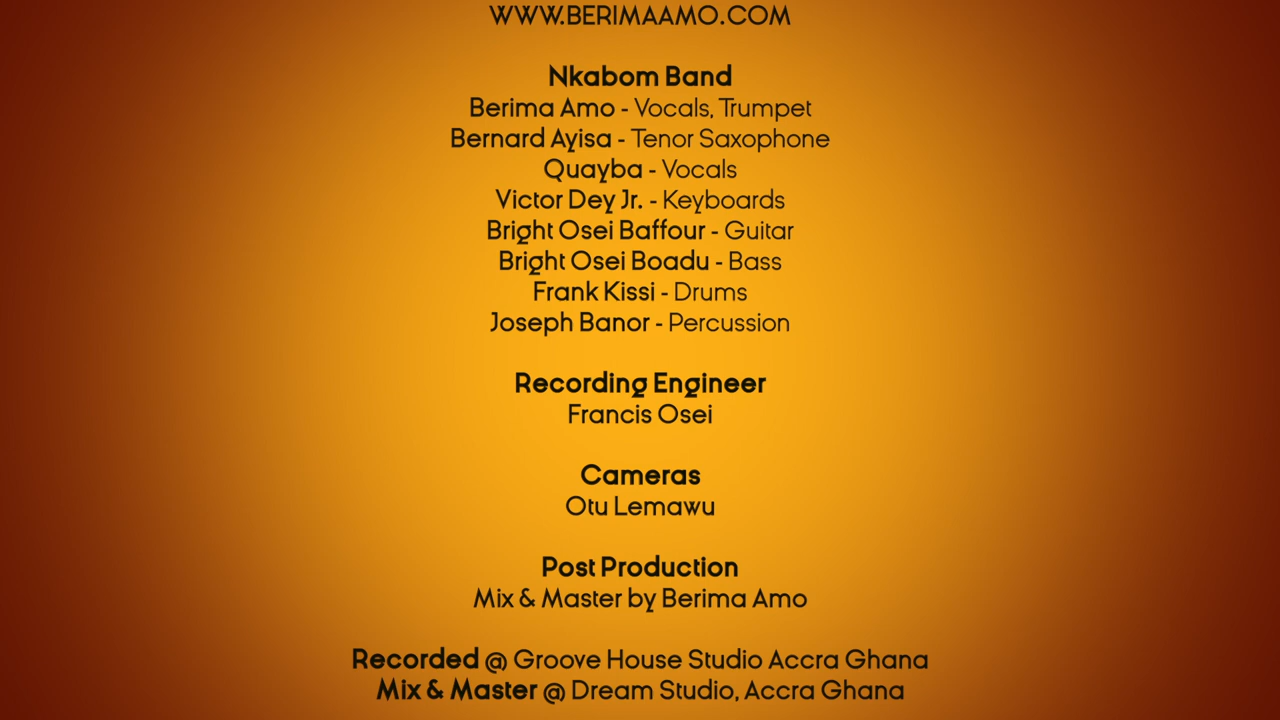 WWW.BERIMAAMO.COM
Nkabom Band
Berima Amo - Vocals, Trumpet
Bernard Ayisa - Tenor Saxophone
Quayba - Vocals
Victor Dey Jr. - Keyboards
Bright Osei Baffour - Guitar
Bright Osei Boadu - Bass
Frank Kissi - Drums
Joseph Banor - Percussion
Recording Engineer
Francis Osei
Cameras
Otu Lemawu
Post Production
Mix & Master by Berima Amo
Recorded @ Groove House Studio Accra Ghana
Mix & Master @ Dream Studio, Accra Ghana